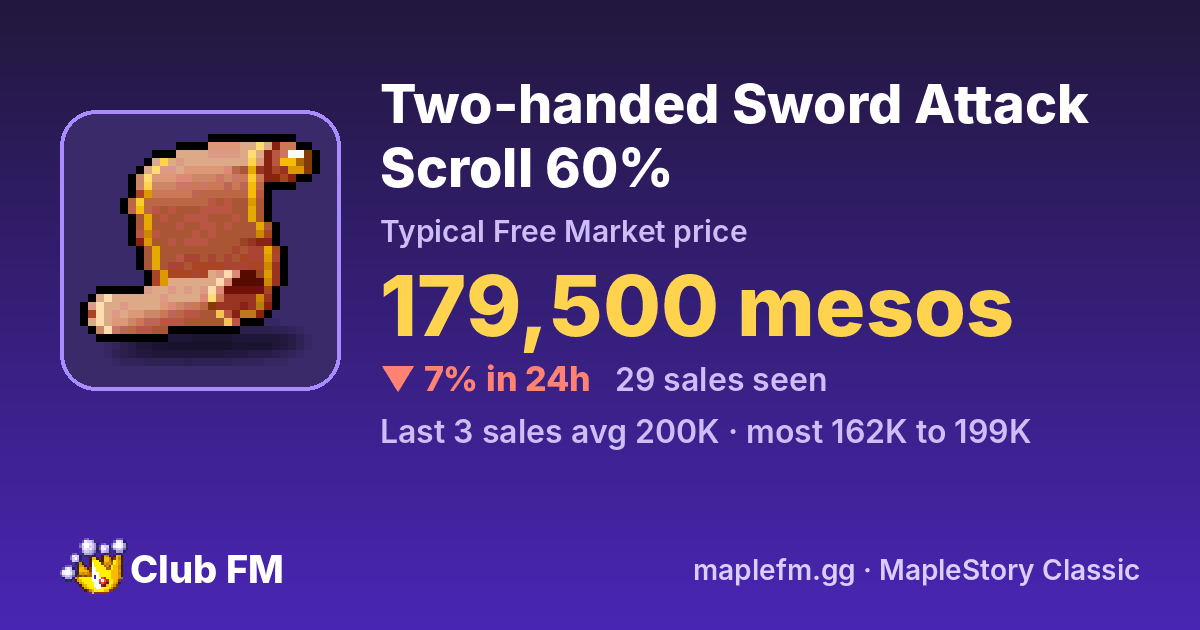 Two-handed Sword Attack
Scroll 60%
Typical Free Market price
179,500 mesos
▼ 7% in 24h 29 sales seen
Last 3 sales avg 200K · most 162K to 199K
Club FM
maplefm.gg · MapleStory Classic